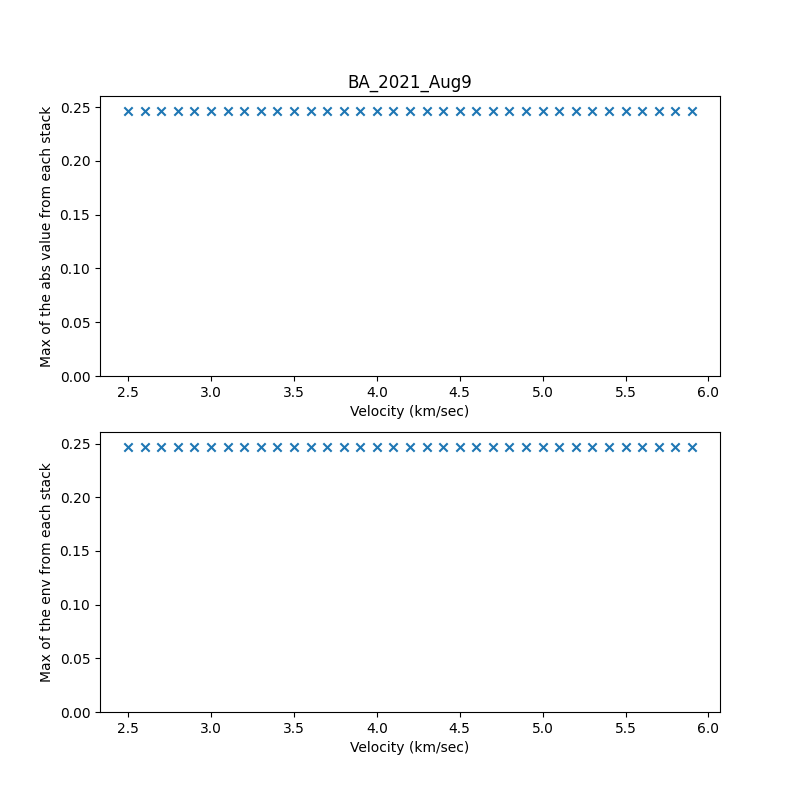 BA_2021_Aug9
Max of the abs value from each stack
0.25
0.20
0.15
0.10
0.05
0.00
2.5 3.0 3.5 4.0 4.5 5.0 5.5 6.0
Velocity (km/sec)
Max of the env from each stack
0.25
0.20
0.15
0.10
0.05
0.00
2.5 3.0 3.5 4.0 4.5 5.0 5.5 6.0
Velocity (km/sec)